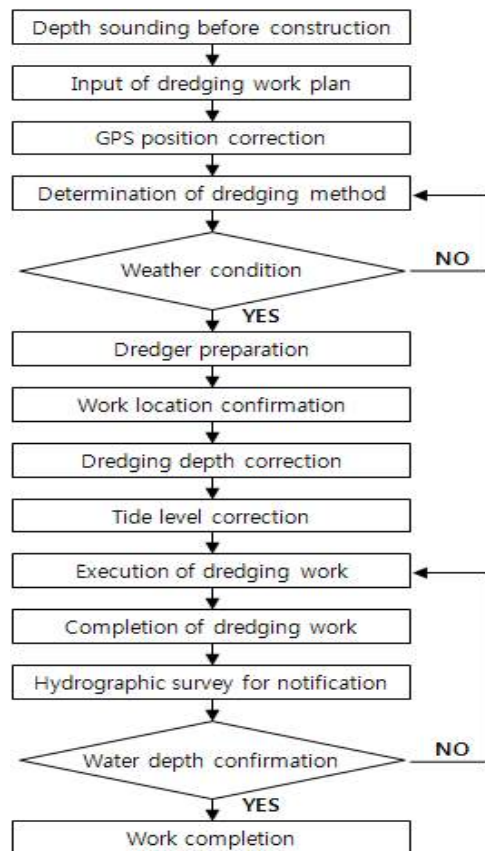 Depth sounding before construction
Input of dredging work plan
GPS position correction
Determination of dredging method
Weather condition
NO
YES
Dredger preparation
Work location confirmation
Dredging depth correction
Tide level correction
Execution of dredging work
Completion of dredging work
Hydrographic survey for notification
Water depth confirmation
NO
YES
Work completion